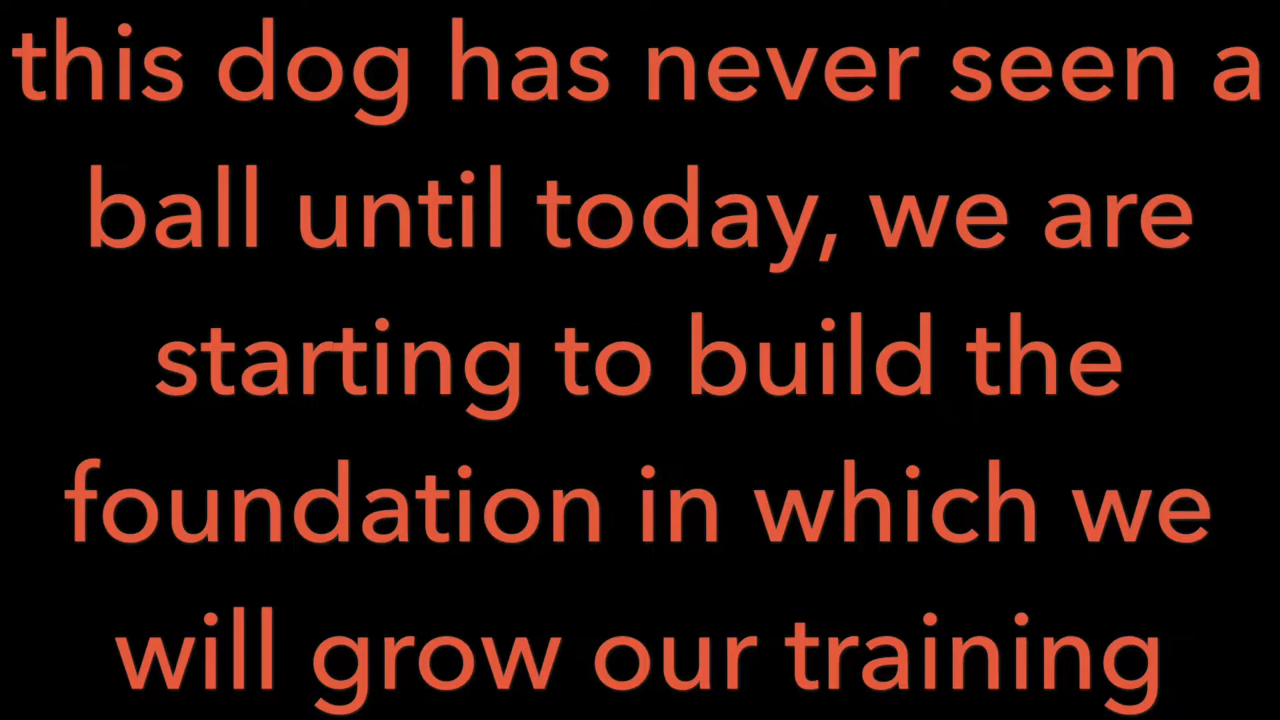 this dog has never seen a
ball until today, we are
starting to build the
foundation in which we
will grow our training